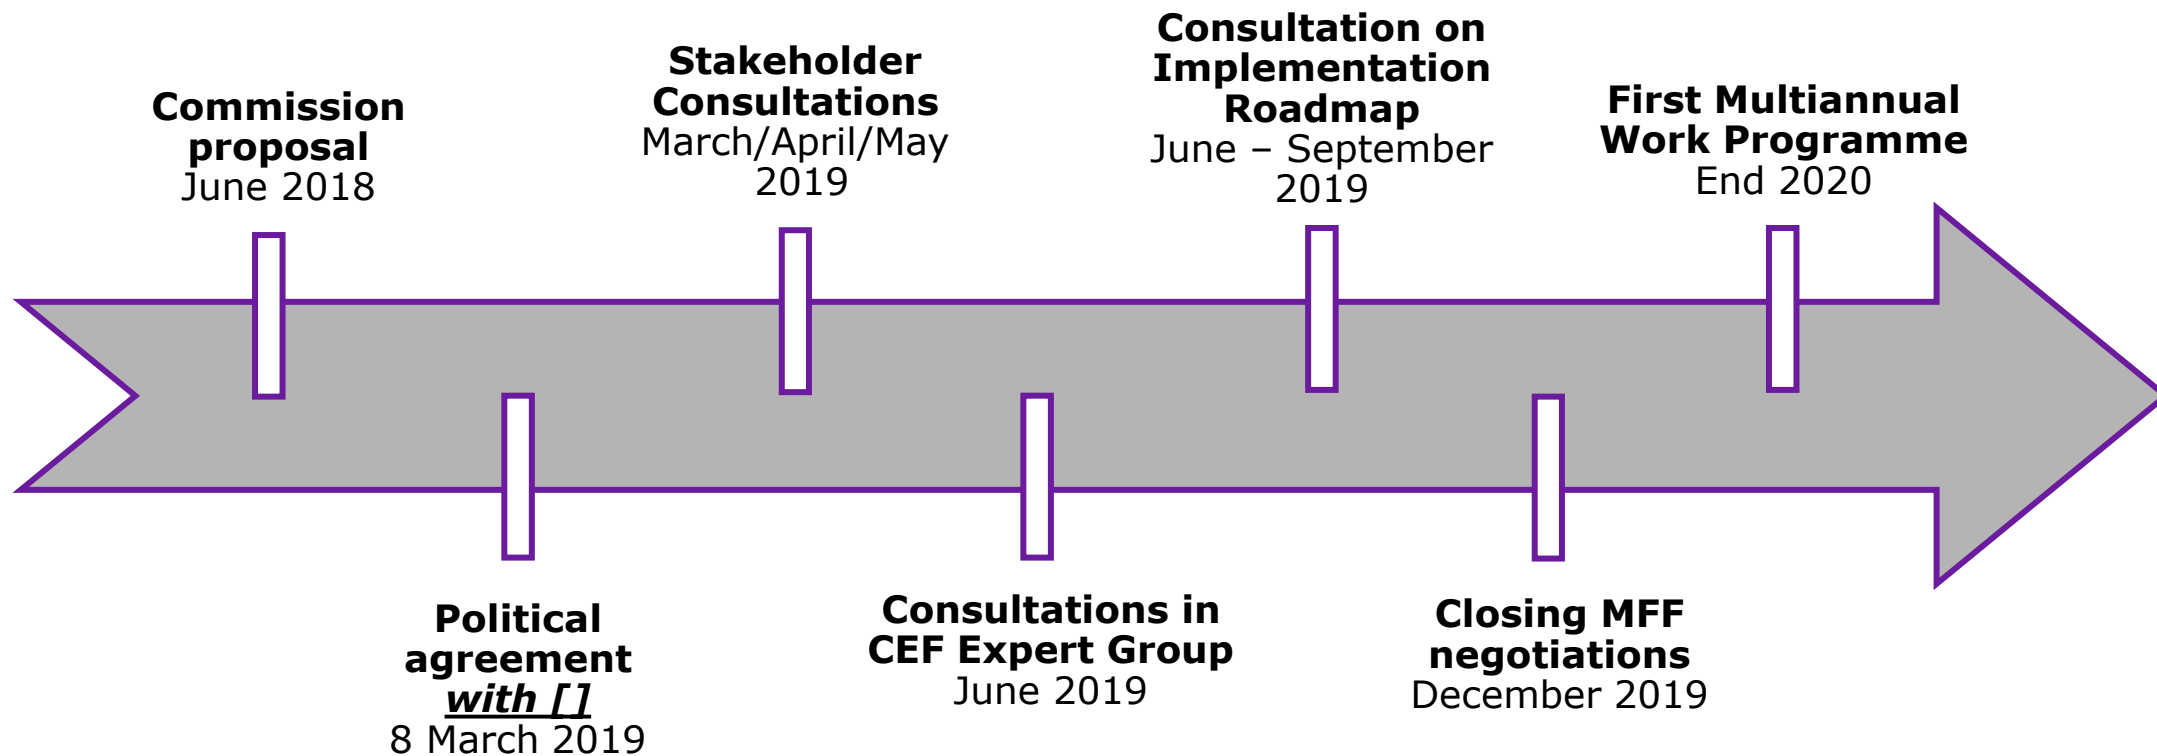 Commission
proposal
June 2018
Political
agreement
with []
8 March 2019
Stakeholder
Consultations
March/April/May
2019
Consultations in
CEF Expert Group
June 2019
Consultation on
Implementation
Roadmap
June – September
2019
Closing MFF
negotiations
December 2019
First Multiannual
Work Programme
End 2020